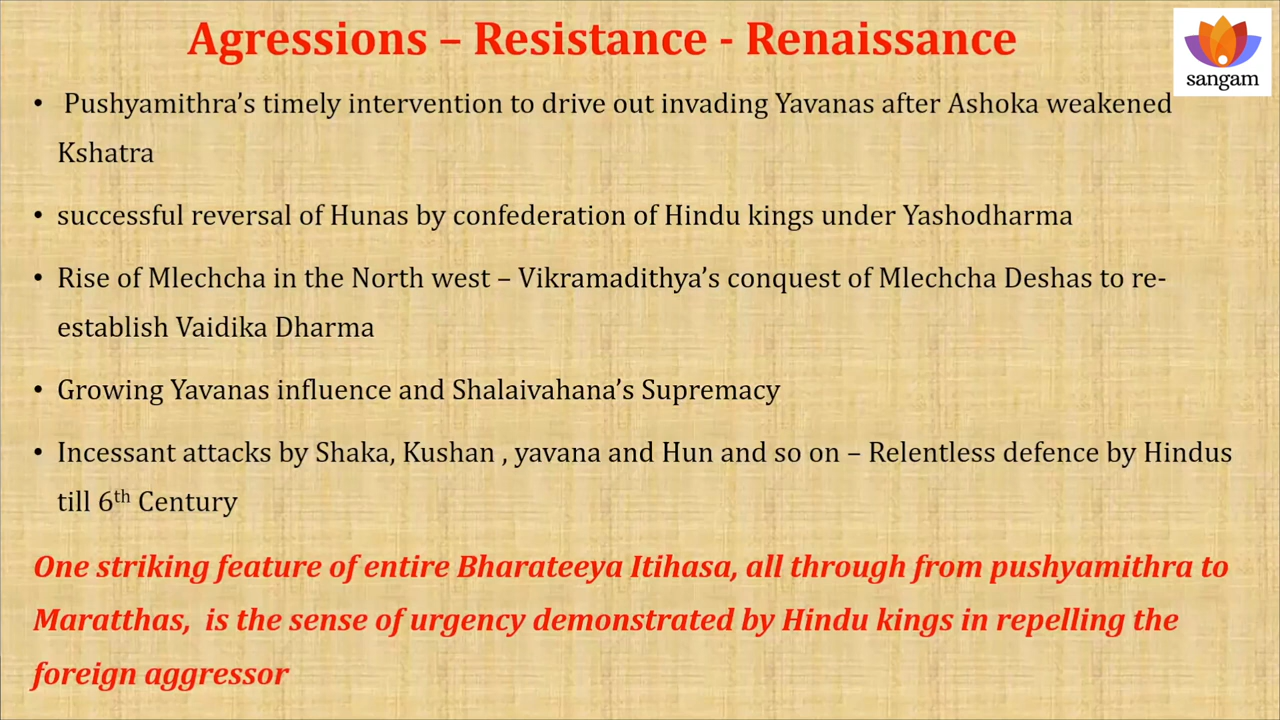 Agressions – Resistance - Renaissance
sangam
• Pushyamithra’s timely intervention to drive out invading Yavanas after Ashoka weakened
Kshatra
• successful reversal of Hunas by confederation of Hindu kings under Yashodharma
• Rise of Mlechcha in the North west – Vikramadithya’s conquest of Mlechcha Deshas to re-
establish Vaidika Dharma
• Growing Yavanas influence and Shalaivahana’s Supremacy
• Incessant attacks by Shaka, Kushan , yavana and Hun and so on – Relentless defence by Hindus
till 6th Century
One striking feature of entire Bharateeya Itihasa, all through from pushyamithra to
Maratthas, is the sense of urgency demonstrated by Hindu kings in repelling the
foreign aggressor